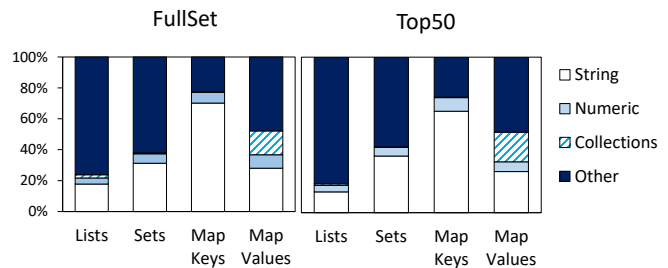 FullSet
Top50
100%
80%
60%
40%
20%
0%
Lists
Sets
Map
Keys
Map
Values
Lists
Sets
Map
Keys
Map
Values
String
Numeric
Collections
Other